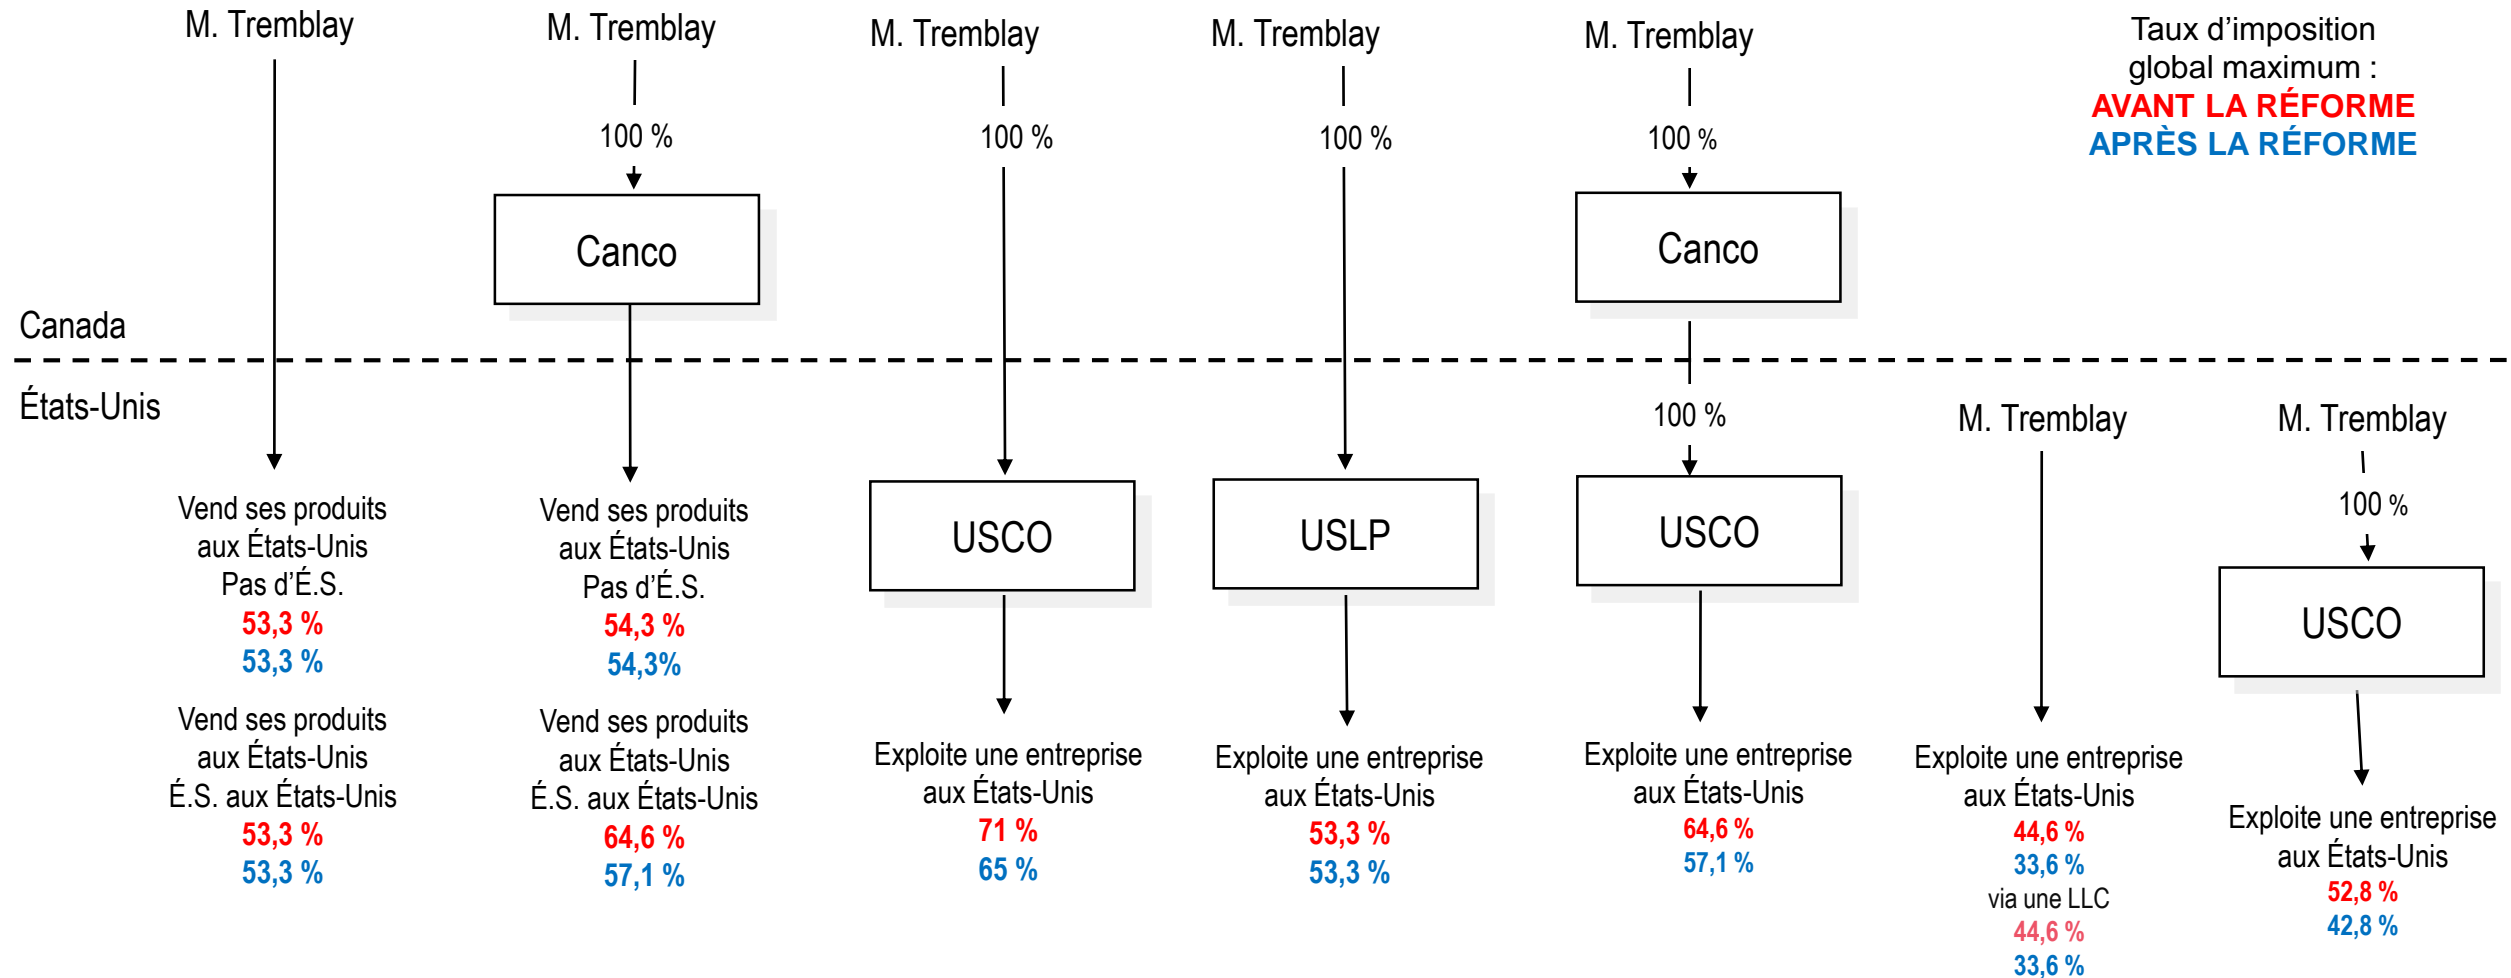 M. Tremblay
M. Tremblay
M. Tremblay
M. Tremblay
M. Tremblay
Taux d’imposition
global maximum :
AVANT LA RÉFORME
APRÈS LA RÉFORME
100 %
100 %
100 %
100 %
Canco
Canco
Canada
États-Unis
100 %
M. Tremblay
M. Tremblay
100 %
USCO
USLP
USCO
USCO
Vend ses produits
aux États-Unis
Pas d’É.S.
53,3 %
53,3 %
Vend ses produits
aux États-Unis
É.S. aux États-Unis
53,3 %
53,3 %
Vend ses produits
aux États-Unis
Pas d’É.S.
54,3 %
54,3%
Vend ses produits
aux États-Unis
É.S. aux États-Unis
64,6 %
57,1 %
Exploite une entreprise
aux États-Unis
71 %
65 %
Exploite une entreprise
aux États-Unis
53,3 %
53,3 %
Exploite une entreprise
aux États-Unis
64,6 %
57,1 %
Exploite une entreprise
aux États-Unis
44,6 %
33,6 %
via une LLC
44,6 %
33,6 %
Exploite une entreprise
aux États-Unis
52,8 %
42,8 %